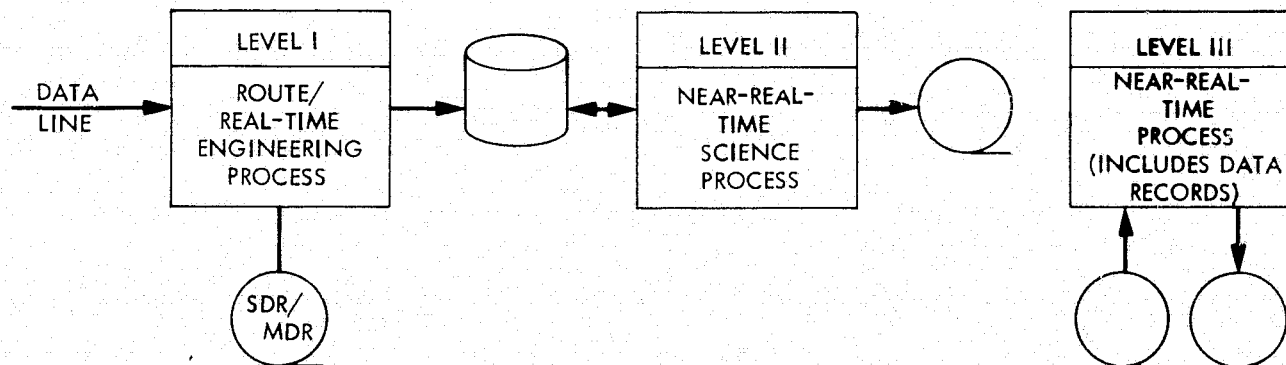 DATA
LINE
LEVEL I
ROUTE/
REAL-TIME
ENGINEERING
PROCESS
SDR/
MDR
LEVEL II
NEAR-REAL-
TIME
SCIENCE
PROCESS
LEVEL III
NEAR-REAL-
TIME
PROCESS
(INCLUDES DATA
RECORDS)